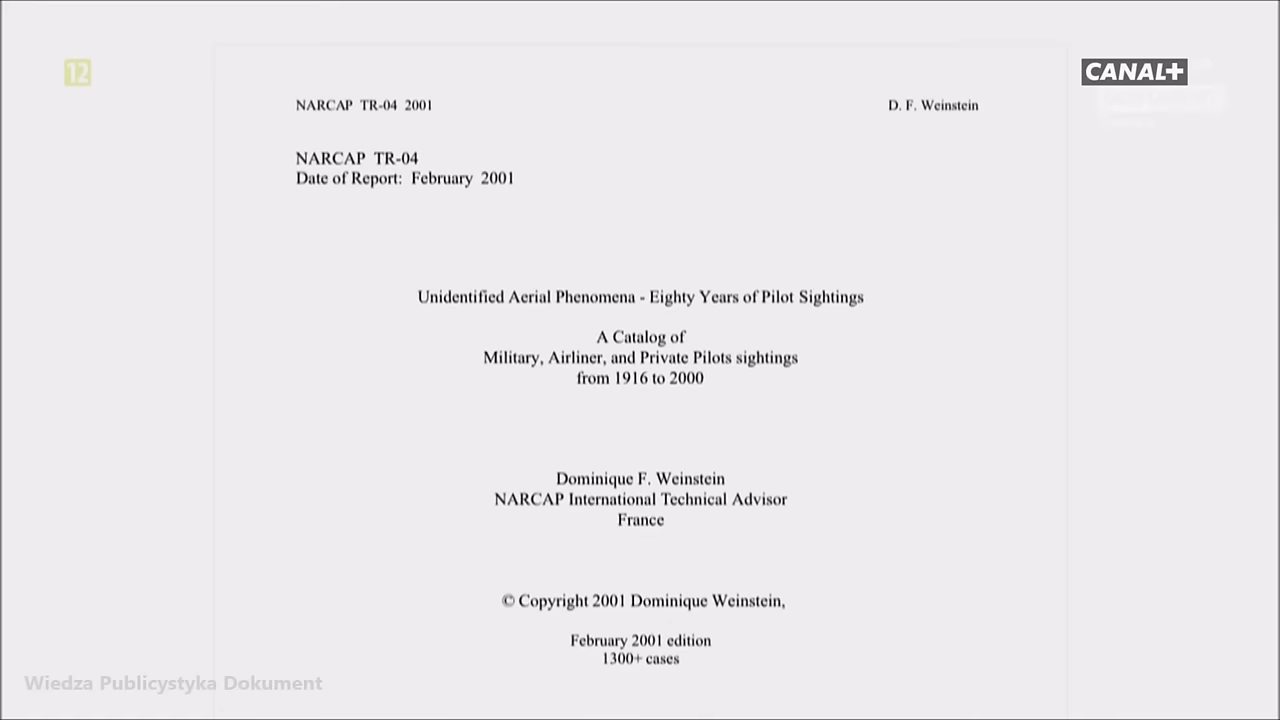 12
CANAL+
NARCAP TR-04 2001
D. F. Weinstein
NARCAP TR-04
Date of Report: February 2001
Unidentified Aerial Phenomena - Eighty Years of Pilot Sightings
A Catalog of
Military, Airliner, and Private Pilots sightings
from 1916 to 2000
Dominique F. Weinstein
NARCAP International Technical Advisor
France
© Copyright 2001 Dominique Weinstein,
February 2001 edition
1300+ cases
Wiedza Publicystyka Dokument